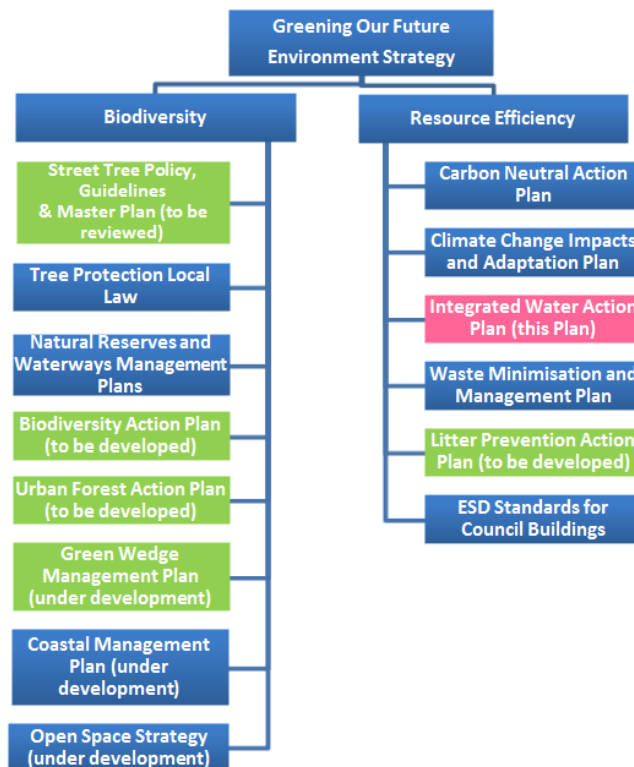 Greening Our Future
Environment Strategy
Biodiversity
Street Tree Policy,
Guidelines
& Master Plan (to be
reviewed)
Tree Protection Local
Law
Natural Reserves and
Waterways Management
Plans
Biodiversity Action Plan
(to be developed)
Urban Forest Action Plan
(to be developed)
Green Wedge
Management Plan
(under development)
Coastal Management
Plan (under
development)
Open Space Strategy
(under development)
Resource Efficiency
Carbon Neutral Action
Plan
Climate Change Impacts
and Adaptation Plan
Integrated Water Action
Plan (this Plan)
Waste Minimisation and
Management Plan
Litter Prevention Action
Plan (to be developed)
ESD Standards for
Council Buildings